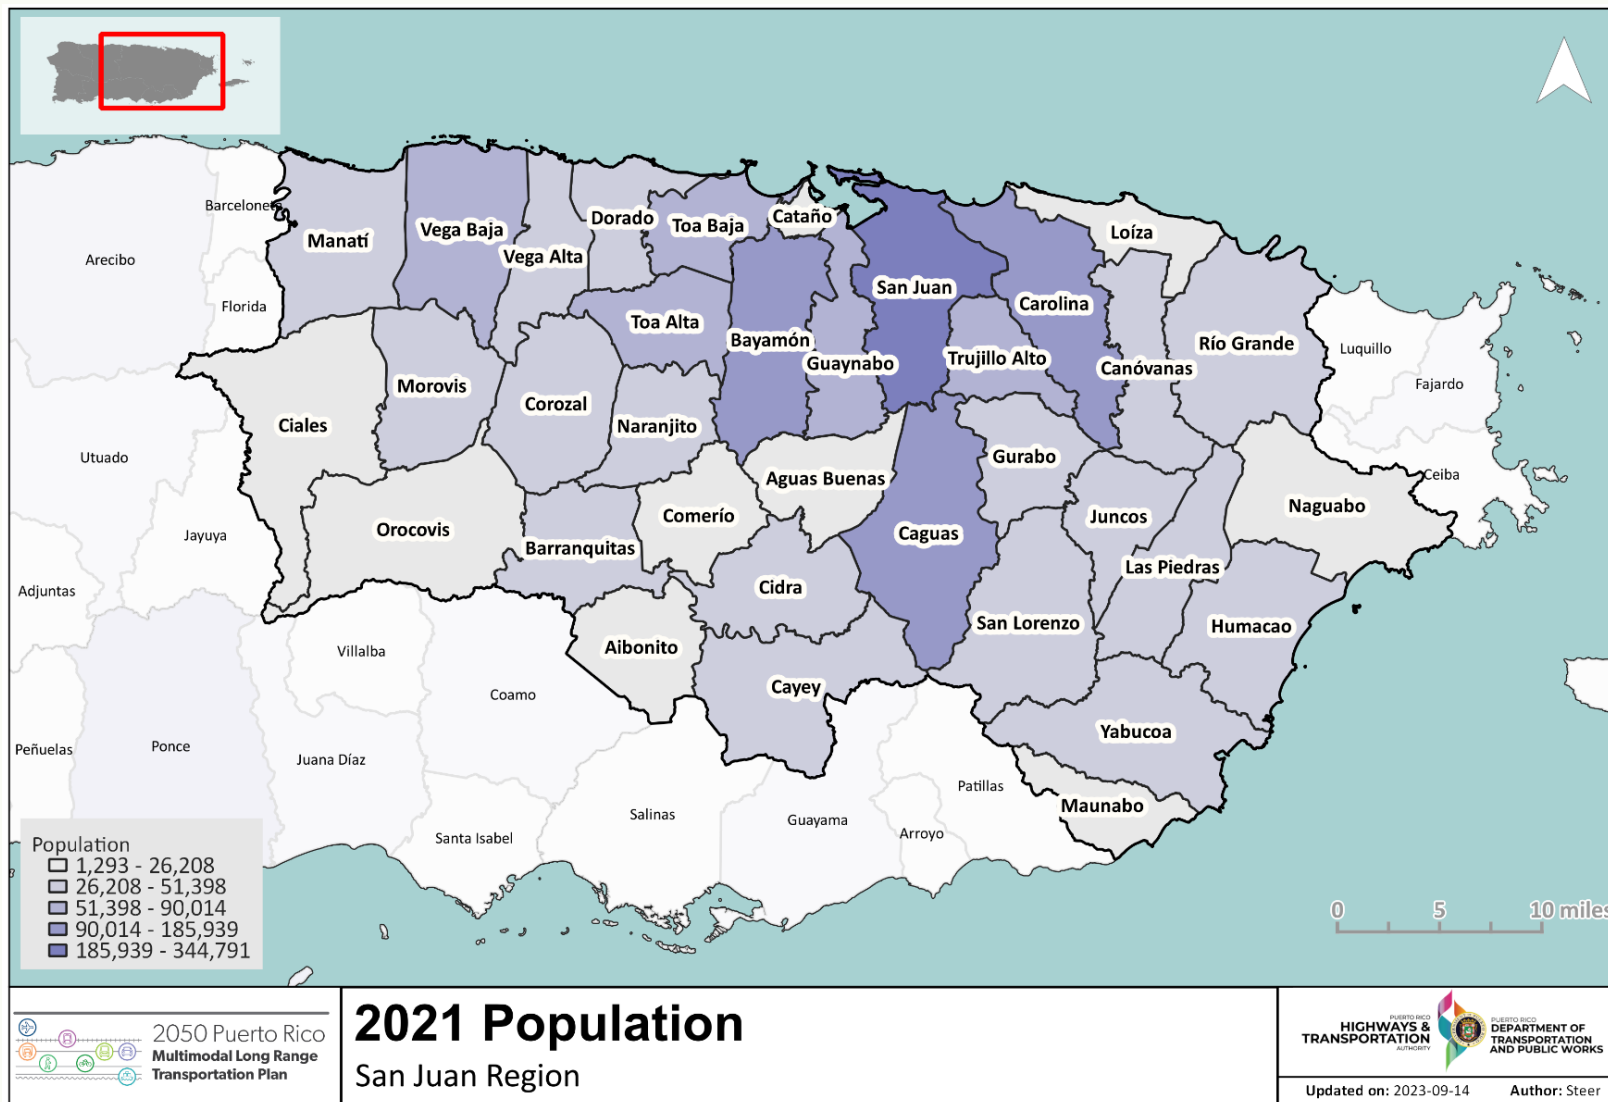 Barceloneta
Arecibo
Manatí
Vega Baja
Vega Alta
Dorado
Toa Baja
Cataño
Loíza
Florida
San Juan
Carolina
Toa Alta
Bayamón
Guaynabo
Trujillo Alto
Canóvanas
Río Grande
Luquillo
Fajardo
Ciales
Morovis
Corozal
Naranjito
Utuado
Aguas Buenas
Gurabo
Ceiba
Jayuya
Orocovis
Comerío
Juncos
Naguabo
Barranquitas
Caguas
Las Piedras
Adjuntas
Cidra
San Lorenzo
Humacao
Villalba
Aibonito
Coamo
Cayey
Yabucoa
Peñuelas
Ponce
Juana Díaz
Patillas
Maunabo
Salinas
Guayama
Arroyo
Santa Isabel
Population
1,293 - 26,208
26,208 - 51,398
51,398 - 90,014
90,014 - 185,939
185,939 - 344,791
0 5 10 miles
2050 Puerto Rico
Multimodal Long Range
Transportation Plan
2021 Population
San Juan Region
PUERTO RICO
HIGHWAYS &
TRANSPORTATION
AUTHORITY
PUERTO RICO
DEPARTMENT OF
TRANSPORTATION
AND PUBLIC WORKS
Updated on: 2023-09-14 Author: Steer